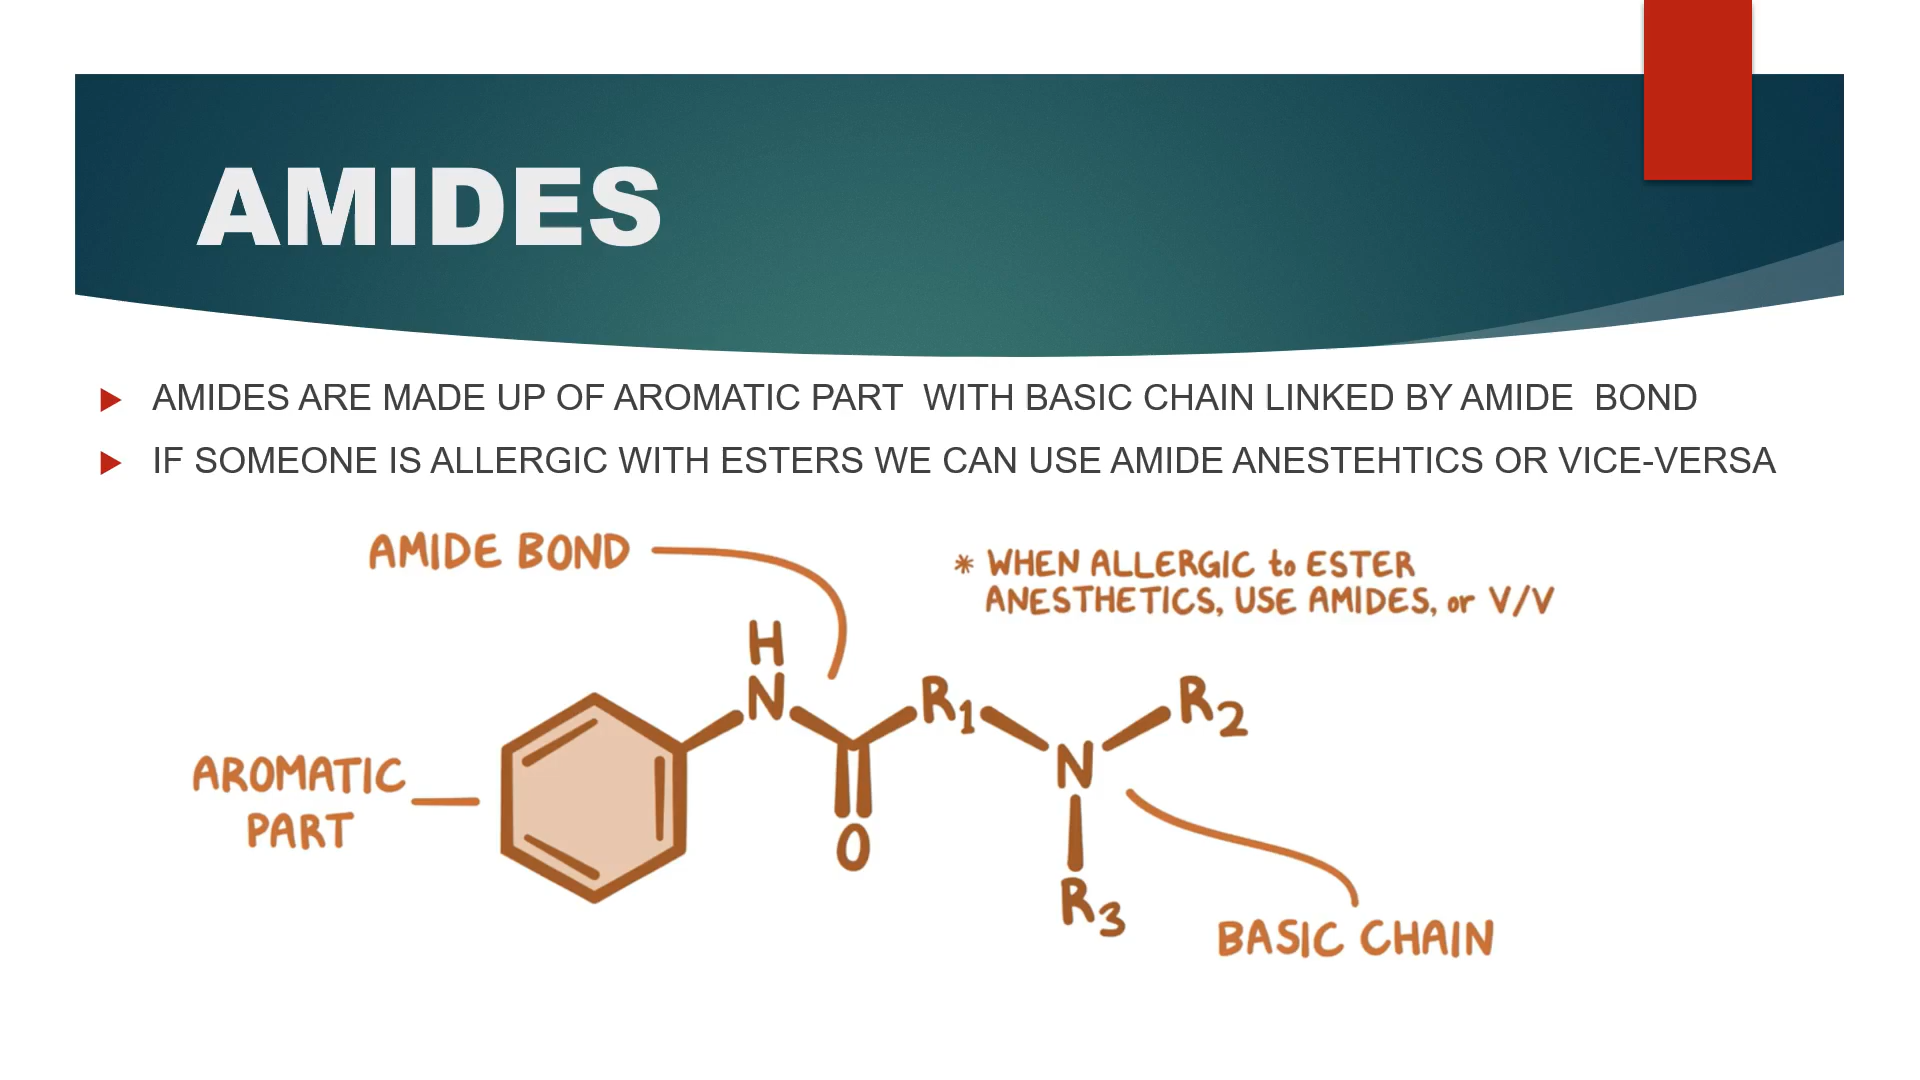 AMIDES
AMIDES ARE MADE UP OF AROMATIC PART  WITH BASIC CHAIN LINKED BY AMIDE  BOND
IF SOMEONE IS ALLERGIC WITH ESTERS WE CAN USE AMIDE ANESTEHTICS OR VICE-VERSA
AMIDE BOND
* WHEN ALLERGIC to ESTER
ANESTHETICS, USE AMIDES, or V/V
H
N
R1
R2
N
AROMATIC
PART
O
R3
BASIC CHAIN